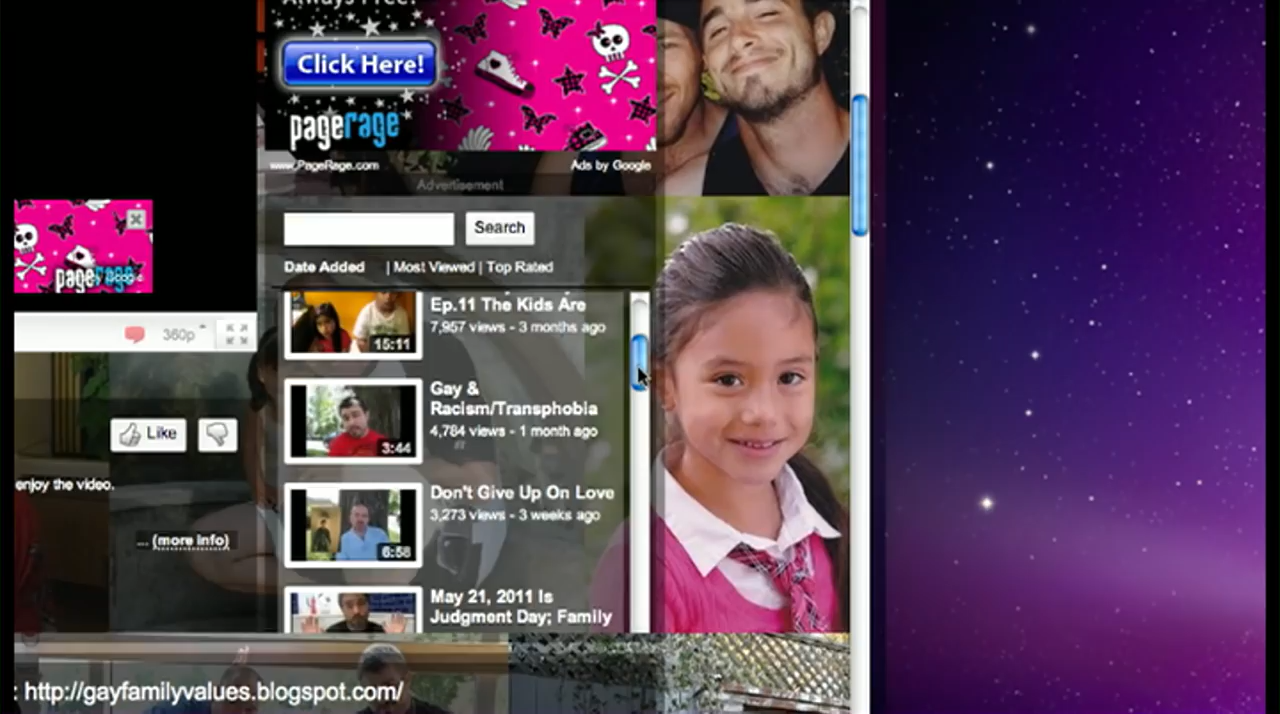 Always Free!
Click Here!
pagerage
www.PageRage.com
Ads by Google
Advertisement
Search
Date Added | Most Viewed | Top Rated
Ep.11 The Kids Are
7,957 views - 3 months ago
15:11
360p
Gay &
Racism/Transphobia
4,784 views - 1 month ago
3:44
Like
enjoy the video.
Don't Give Up On Love
3,273 views - 3 weeks ago
6:58
... (more info)
May 21, 2011 Is
Judgment Day; Family
: http://gayfamilyvalues.blogspot.com/